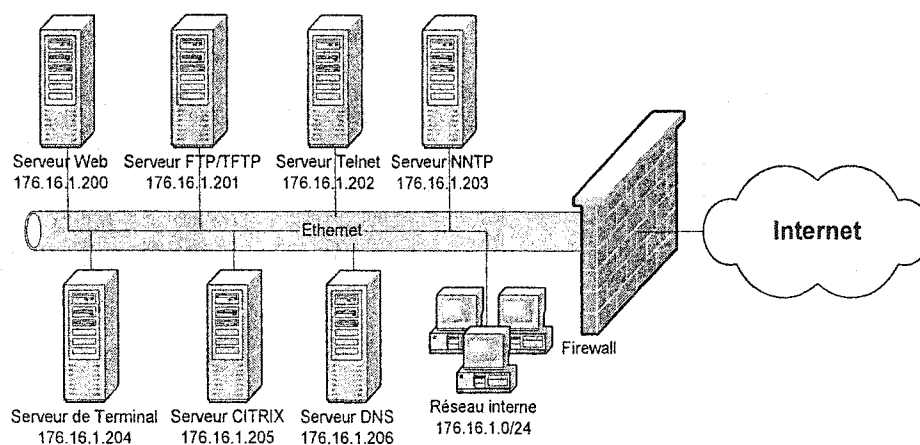 Serveur Web
176.16.1.200
Serveur FTP/TFTP
176.16.1.201
Serveur Telnet
176.16.1.202
Serveur NNTP
176.16.1.203
Ethernet
Internet
Firewall
Serveur de Terminal
176.16.1.204
Serveur CITRIX
176.16.1.205
Serveur DNS
176.16.1.206
Réseau interne
176.16.1.0/24